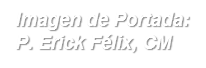 Imagen de Portada:
P. Erick Félix, CM